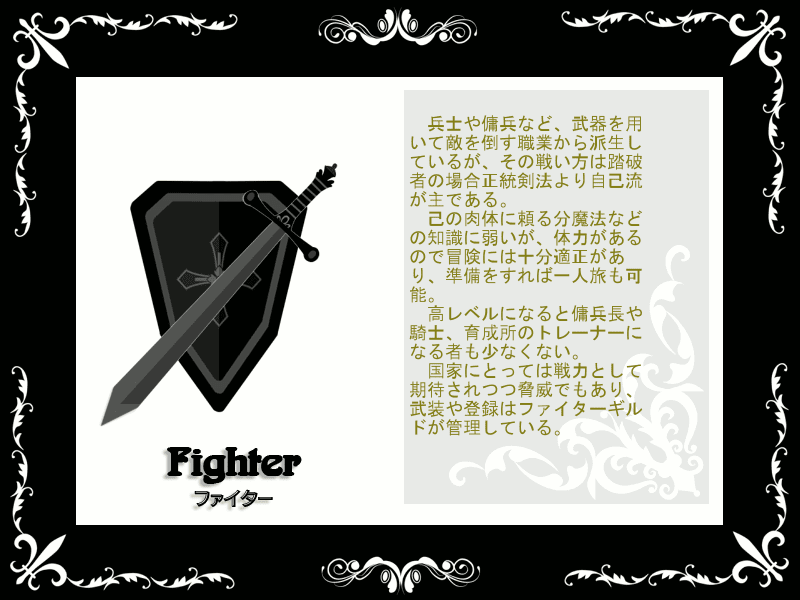 兵士や傭兵など、武器を用
いて敵を倒す職業から派生し
ているが、その戦い方は踏破
者の場合正統剣法より自己流
が主である。
　己の肉体に頼る分魔法など
の知識に弱いが、体力がある
ので冒険には十分適正があ
り、準備をすれば一人旅も可
能。
　高レベルになると傭兵長や
騎士、育成所のトレーナーに
なる者も少なくない。
　国家にとっては戦力として
期待されつつ脅威でもあり、
武装や登録はファイターギル
ドが管理している。
Fighter
ファイター